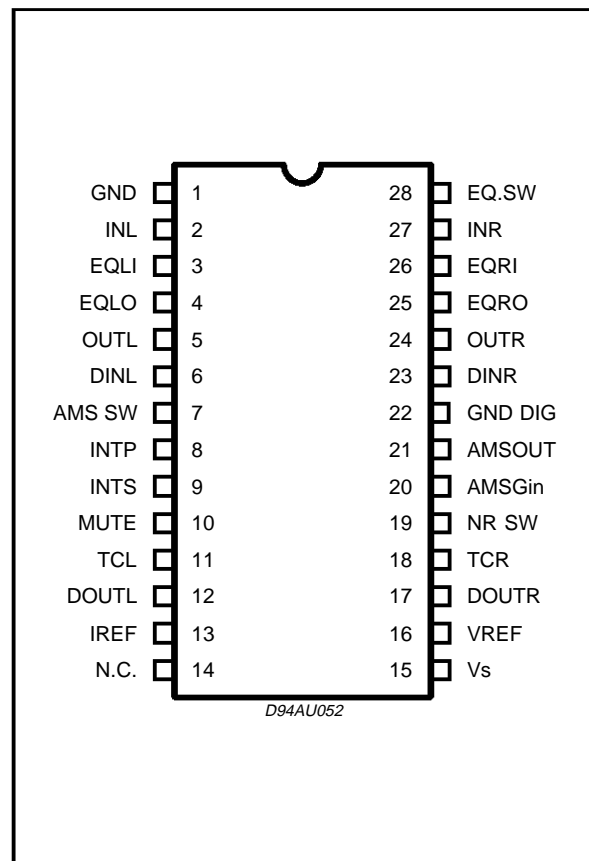 GND 1 28 EQ.SW
INL 2 27 INR
EQLI 3 26 EQRI
EQLO 4 25 EQRO
OUTL 5 24 OUTR
DINL 6 23 DINR
AMS SW 7 22 GND DIG
INTP 8 21 AMSOUT
INTS 9 20 AMSGin
MUTE 10 19 NR SW
TCL 11 18 TCR
DOUTL 12 17 DOUTR
IREF 13 16 VREF
N.C. 14 15 Vs
D94AU052